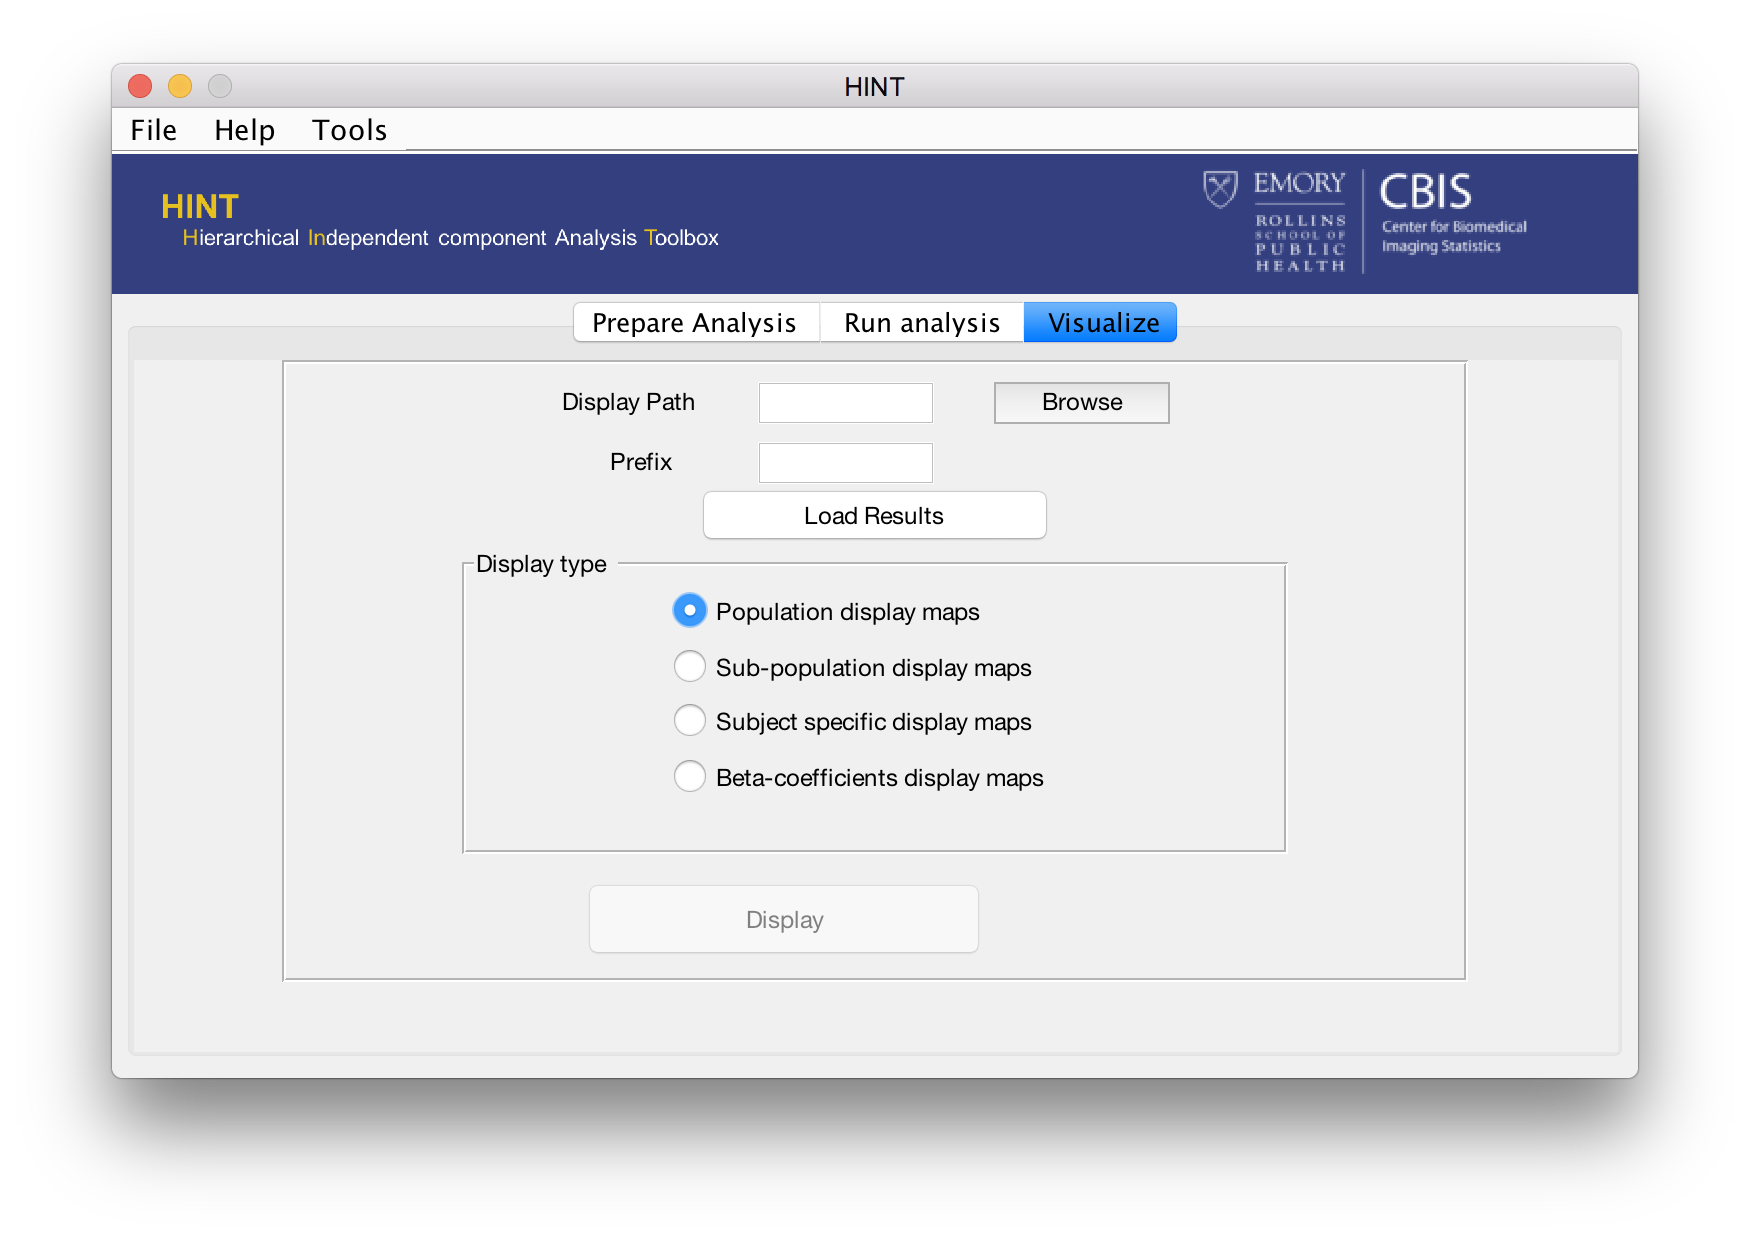 HINT
File Help Tools
HINT
Hierarchical Independent component Analysis Toolbox
EMORY
ROLLINS
SCHOOL OF
PUBLIC
HEALTH
CBIS
Center for Biomedical
Imaging Statistics
Prepare Analysis Run analysis Visualize
Display Path Browse
Prefix
Load Results
Display type
Population display maps
Sub-population display maps
Subject specific display maps
Beta-coefficients display maps
Display